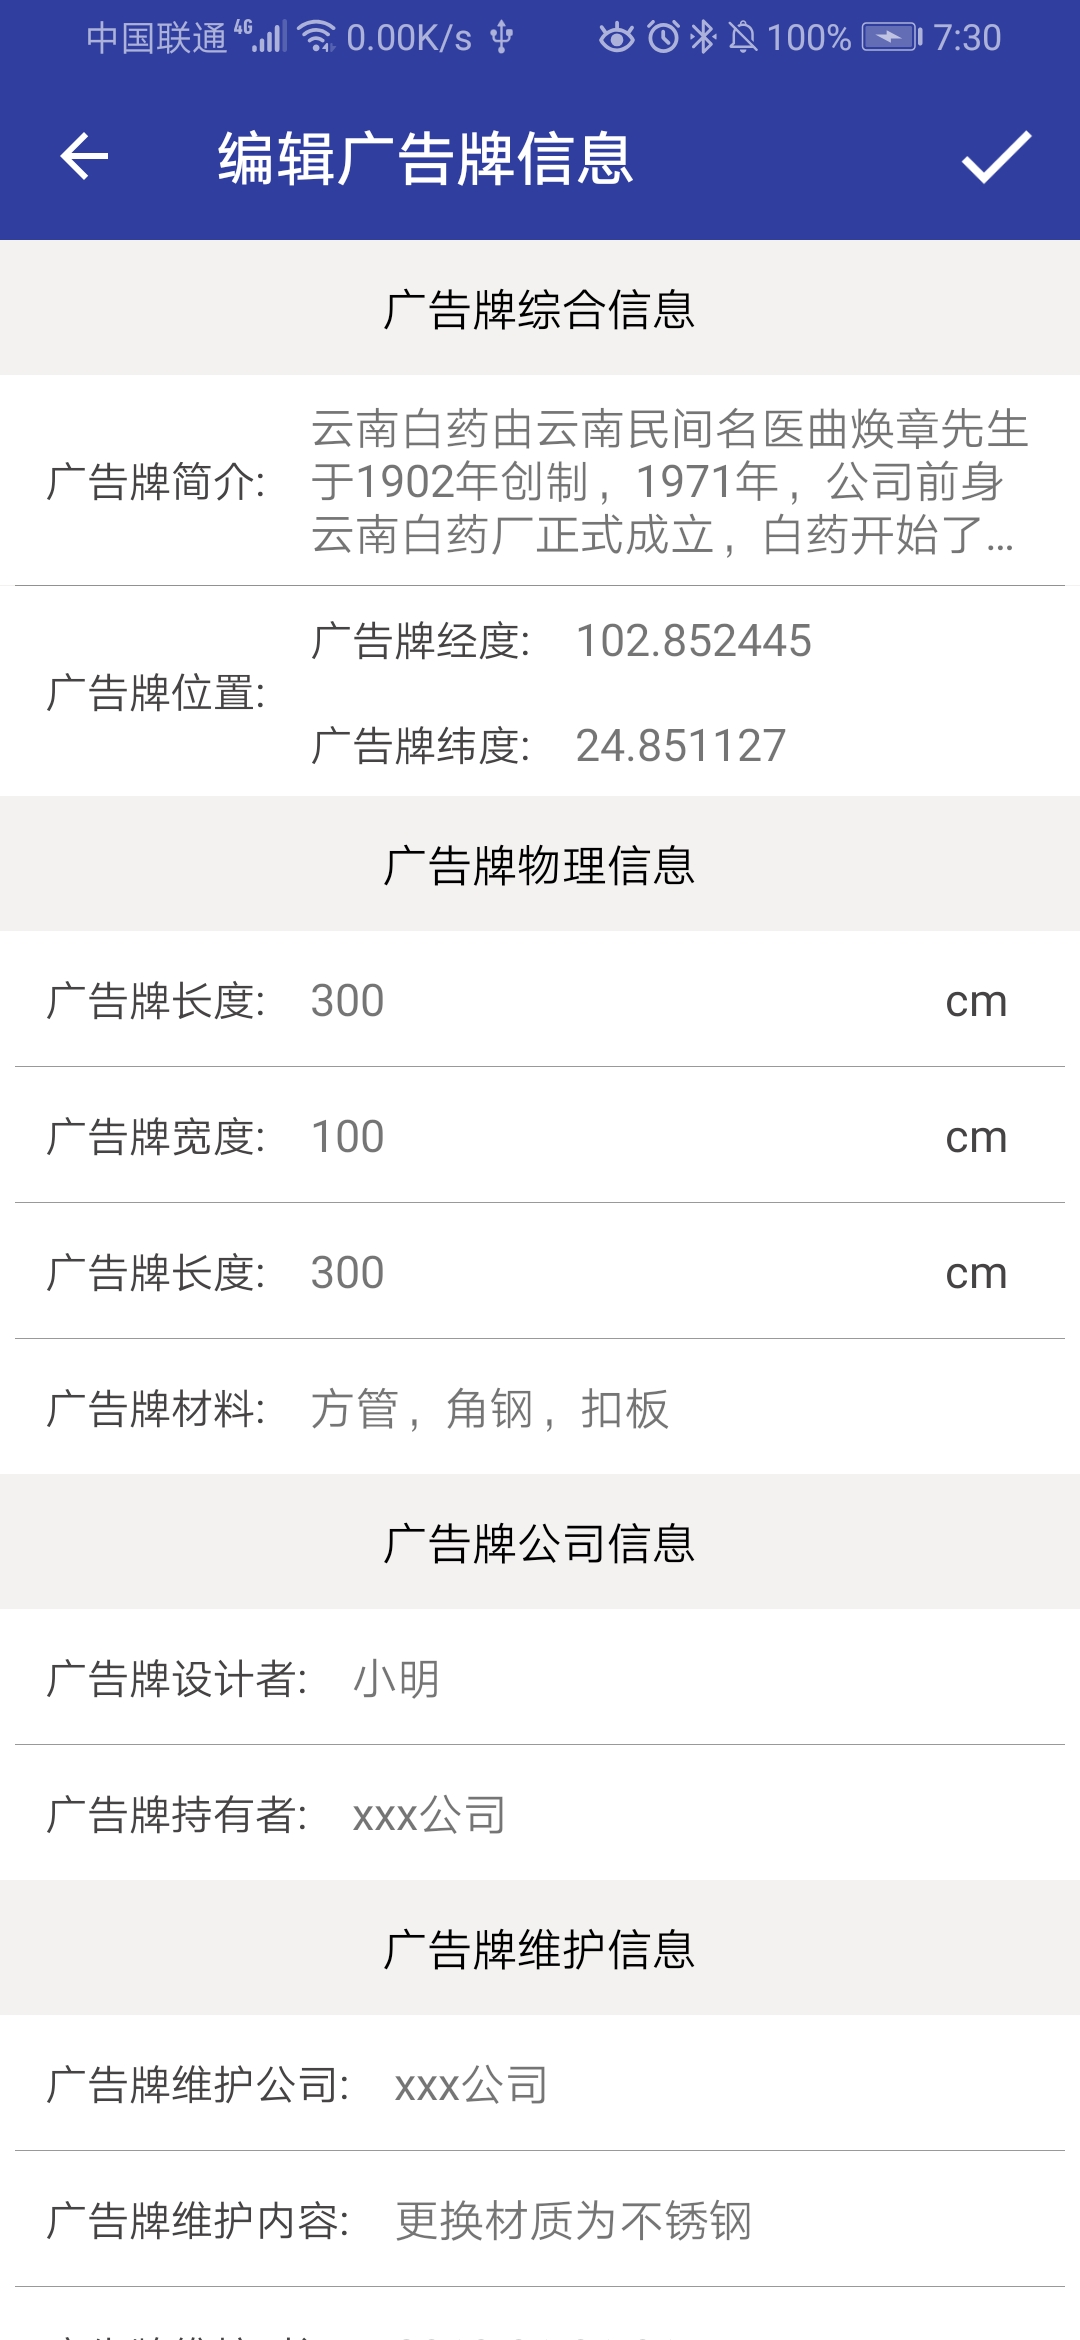 中国联通 4G 0.00K/s 100% 7:30
编辑广告牌信息
广告牌综合信息
广告牌简介:
云南白药由云南民间名医曲焕章先生
于1902年创制，1971年，公司前身
云南白药厂正式成立，白药开始了…
广告牌位置:
广告牌经度: 102.852445
广告牌纬度: 24.851127
广告牌物理信息
广告牌长度: 300 cm
广告牌宽度: 100 cm
广告牌长度: 300 cm
广告牌材料: 方管，角钢，扣板
广告牌公司信息
广告牌设计者: 小明
广告牌持有者: xxx公司
广告牌维护信息
广告牌维护公司: xxx公司
广告牌维护内容: 更换材质为不锈钢